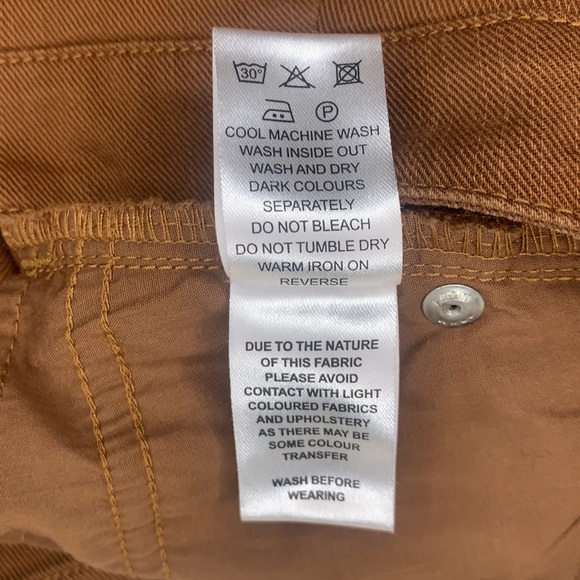 30°
P
COOL MACHINE WASH
WASH INSIDE OUT
WASH AND DRY
DARK COLOURS
SEPARATELY
DO NOT BLEACH
DO NOT TUMBLE DRY
WARM IRON ON
REVERSE
DUE TO THE NATURE
OF THIS FABRIC
PLEASE AVOID
CONTACT WITH LIGHT
COLOURED FABRICS
AND UPHOLSTERY
AS THERE MAY BE
SOME COLOUR
TRANSFER
WASH BEFORE
WEARING